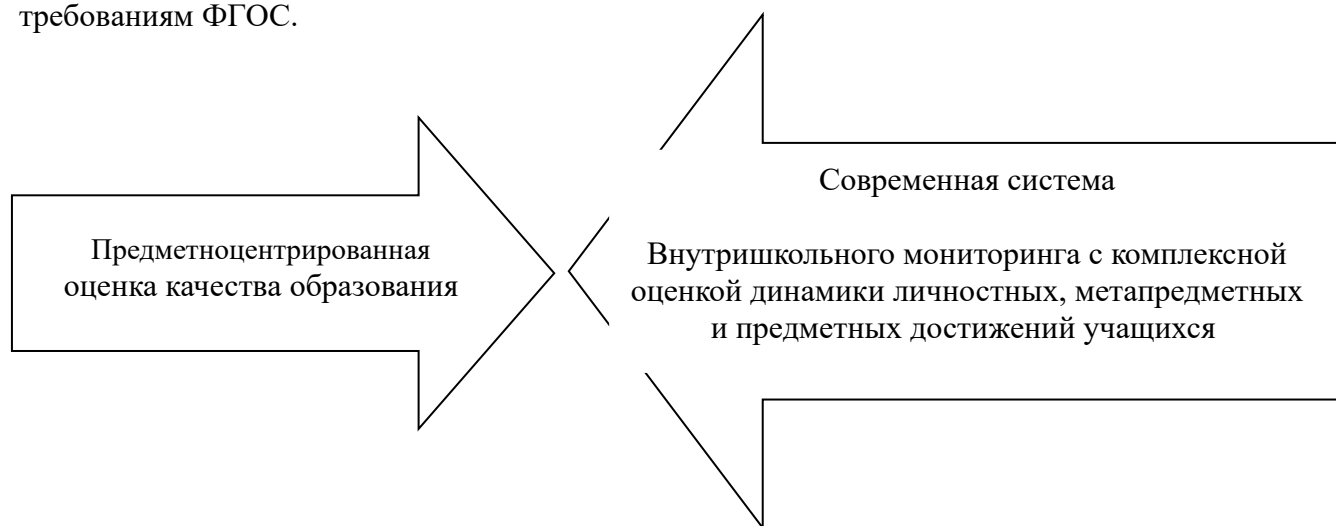 требованиям ФГОС.
Предметноцентрированная
оценка качества образования
Современная система
Внутришкольного мониторинга с комплексной
оценкой динамики личностных, метапредметных
и предметных достижений учащихся